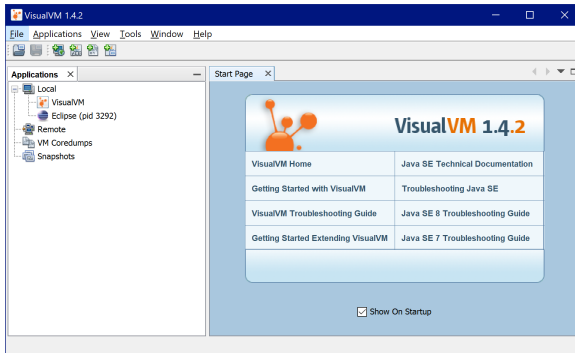 VisualVM 1.4.2
File Applications View Tools Window Help
Applications
Local
VisualVM
Eclipse (pid 3292)
Remote
VM Coredumps
Snapshots
Start Page
VisualVM 1.4.2
VisualVM Home
Java SE Technical Documentation
Getting Started with VisualVM
Troubleshooting Java SE
VisualVM Troubleshooting Guide
Java SE 8 Troubleshooting Guide
Getting Started Extending VisualVM
Java SE 7 Troubleshooting Guide
Show On Startup